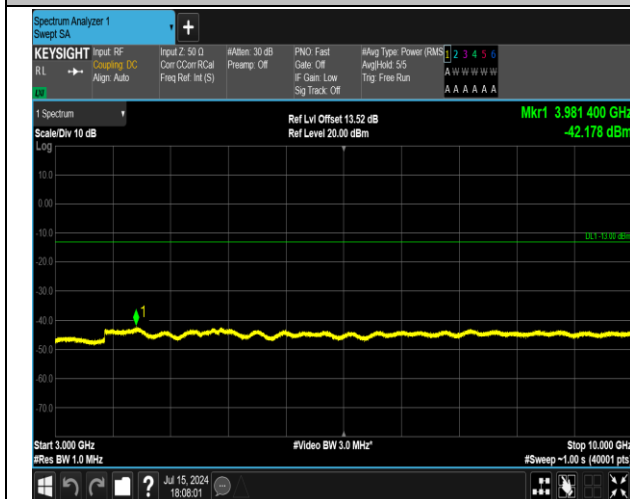 Spectrum Analyzer 1
Swept SA
+
KEYSIGHT
RL
Input: RF
Coupling: DC
Align: Auto
Input Z: 50 Ω
Corr CCorr RCal
Freq Ref: Int (S)
#Atten: 30 dB
Preamp: Off
PNO: Fast
Gate: Off
IF Gain: Low
Sig Track: Off
#Avg Type: Power (RMS
Avg|Hold: 5/5
Trig: Free Run
1 2 3 4 5 6
A W W W W W
A A A A A A
1 Spectrum
Scale/Div 10 dB
Log
Ref Lvl Offset 13.52 dB
Ref Level 20.00 dBm
Mkr1 3.981 400 GHz
-42.178 dBm
10.0
0.00
-10.0
DL1 -13.00 dBm
-20.0
-30.0
-40.0
1
-50.0
-60.0
-70.0
Start 3.000 GHz
#Res BW 1.0 MHz
#Video BW 3.0 MHz*
Stop 10.000 GHz
#Sweep ~1.00 s (40001 pts
?
Jul 15, 2024
18:08:01